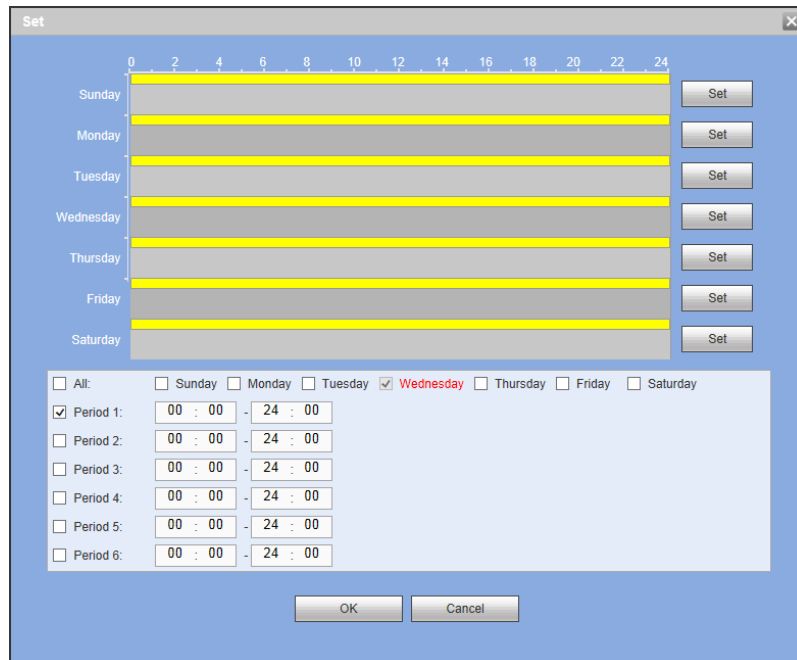 Set
0 2 4 6 8 10 12 14 16 18 20 22 24
Sunday Set
Monday Set
Tuesday Set
Wednesday Set
Thursday Set
Friday Set
Saturday Set
All: Sunday Monday Tuesday Wednesday Thursday Friday Saturday
Period 1: 00 : 00 - 24 : 00
Period 2: 00 : 00 - 24 : 00
Period 3: 00 : 00 - 24 : 00
Period 4: 00 : 00 - 24 : 00
Period 5: 00 : 00 - 24 : 00
Period 6: 00 : 00 - 24 : 00
OK Cancel